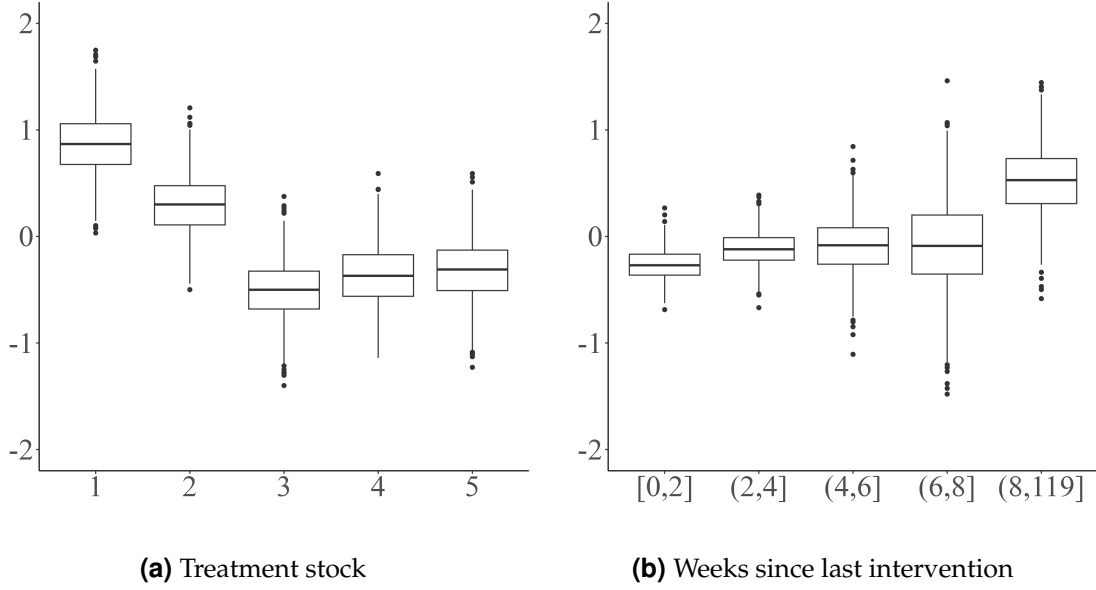 2
1
0
-1
-2
1 2 3 4 5
(a) Treatment stock
2
1
0
-1
-2
[0,2] (2,4] (4,6] (6,8] (8,119]
(b) Weeks since last intervention